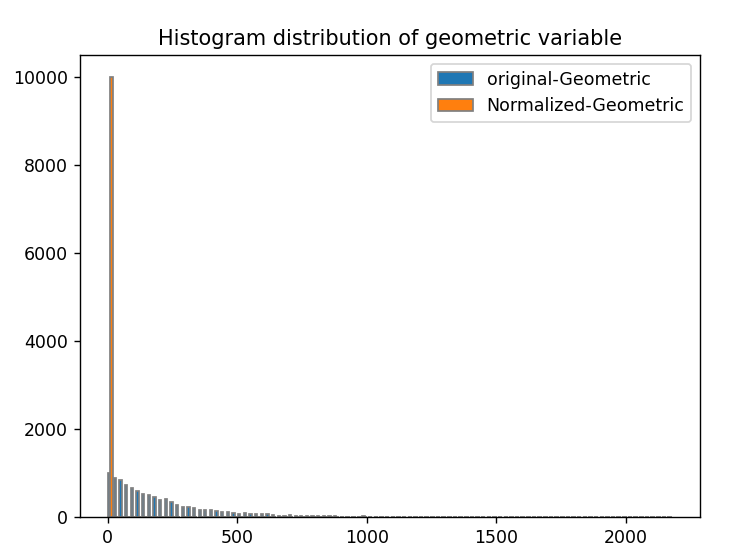 Histogram distribution of geometric variable
original-Geometric
Normalized-Geometric
10000
8000
6000
4000
2000
0
0 500 1000 1500 2000